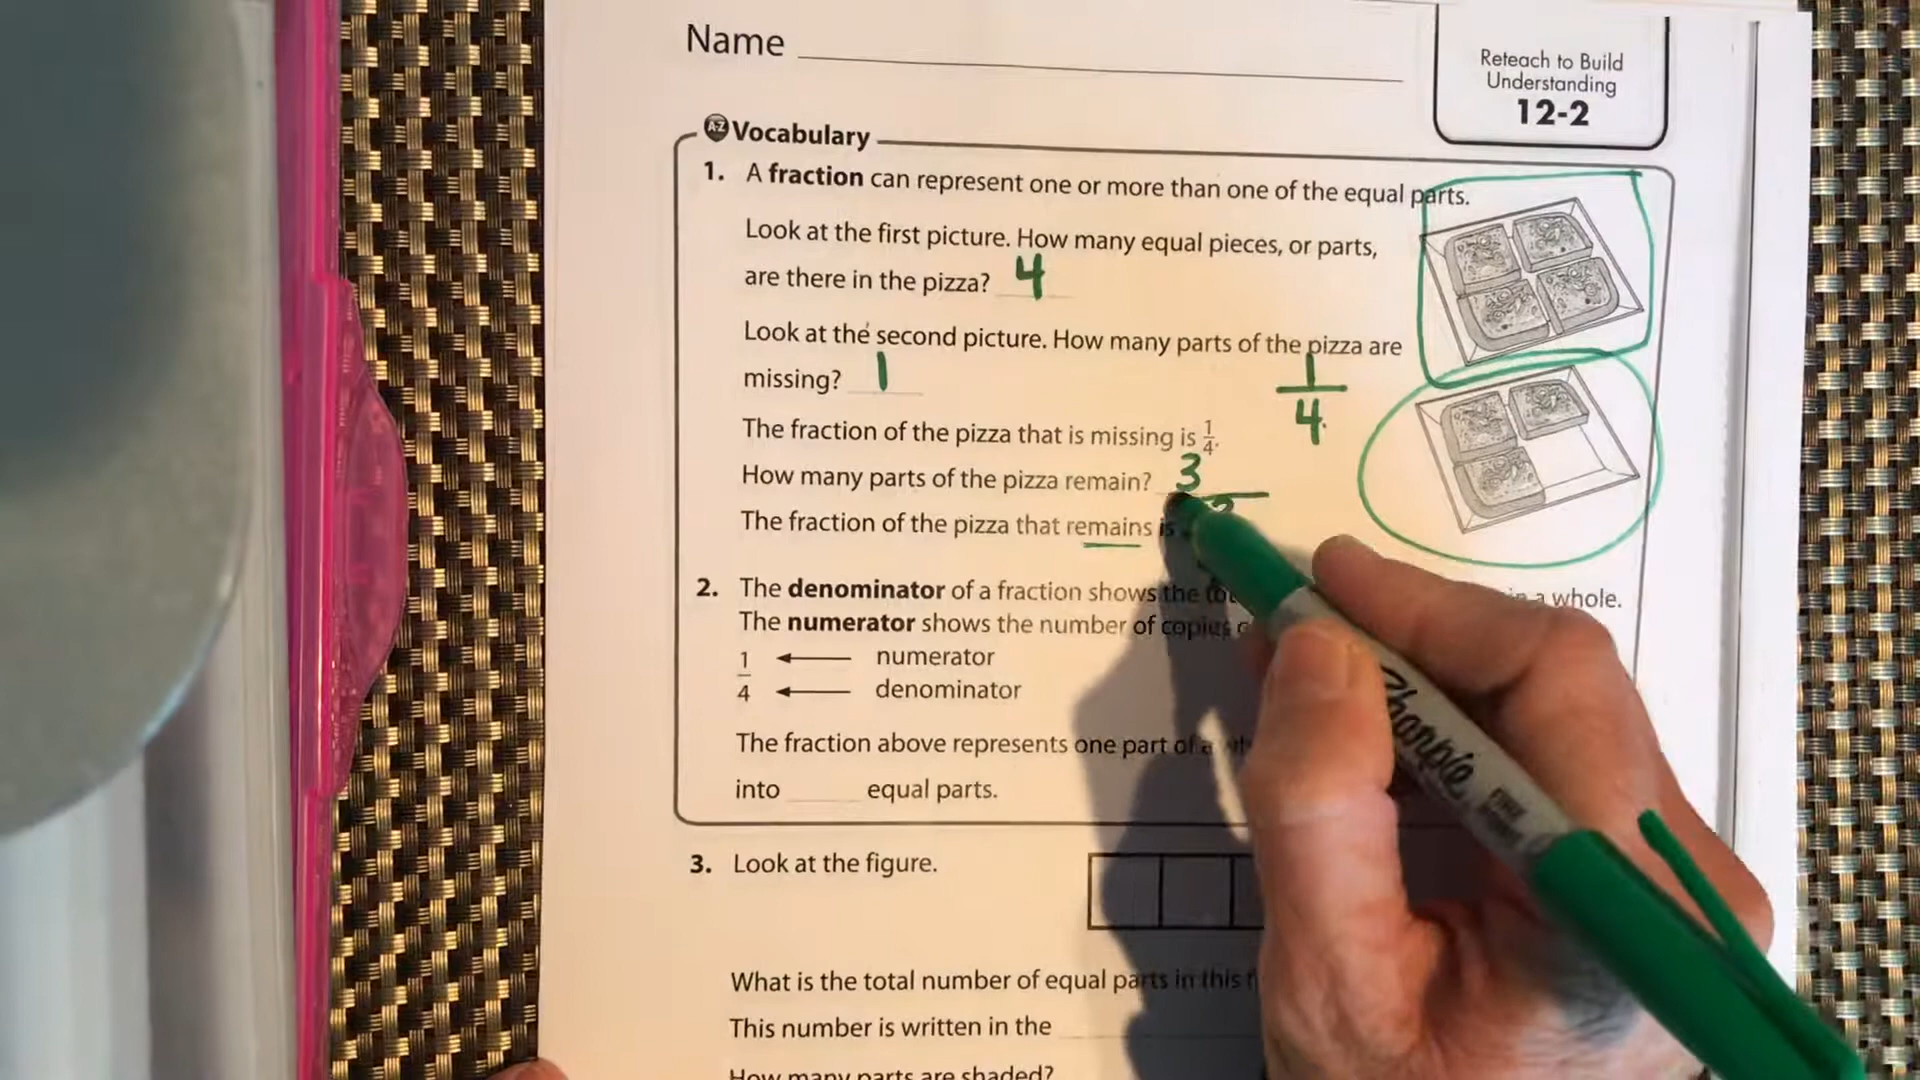 Name
Reteach to Build
Understanding
12-2
A-Z Vocabulary
1. A fraction can represent one or more than one of the equal parts.
Look at the first picture. How many equal pieces, or parts,
are there in the pizza? 4
Look at the second picture. How many parts of the pizza are
missing? 1
1
4
The fraction of the pizza that is missing is 1/4.
How many parts of the pizza remain? 3
The fraction of the pizza that remains is
2. The denominator of a fraction shows the a whole.
The numerator shows the number of copies
1 numerator
4 denominator
The fraction above represents one part of a
into equal parts.
3. Look at the figure.
What is the total number of equal parts in this
This number is written in the
How many parts are shaded?
Sharpie